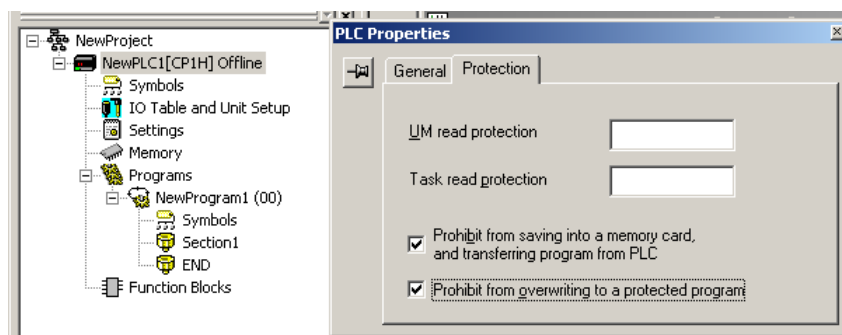 NewProject
NewPLC1[CP1H] Offline
Symbols
IO Table and Unit Setup
Settings
Memory
Programs
NewProgram1 (00)
Symbols
Section1
END
Function Blocks
PLC Properties
General Protection
UM read protection
Task read protection
Prohibit from saving into a memory card,
and transferring program from PLC
Prohibit from overwriting to a protected program